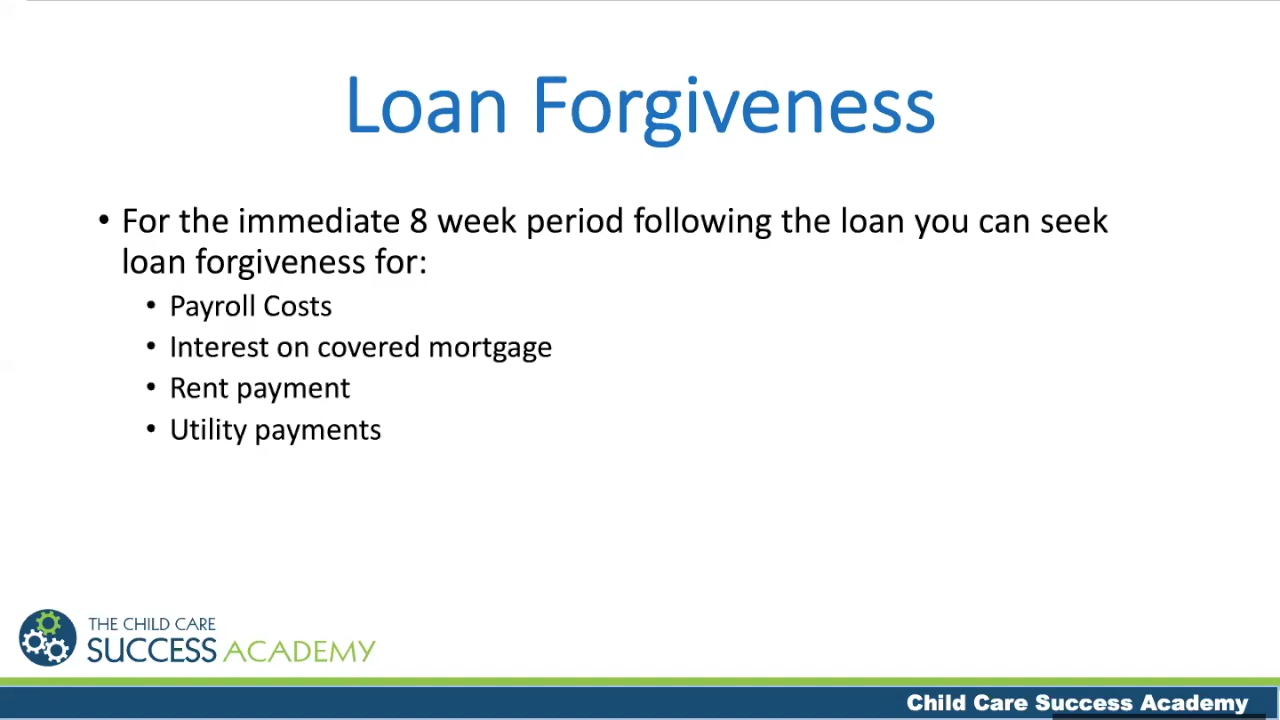 Loan Forgiveness
• For the immediate 8 week period following the loan you can seek
loan forgiveness for:
• Payroll Costs
• Interest on covered mortgage
• Rent payment
• Utility payments
THE CHILD CARE
SUCCESS ACADEMY
Child Care Success Academy